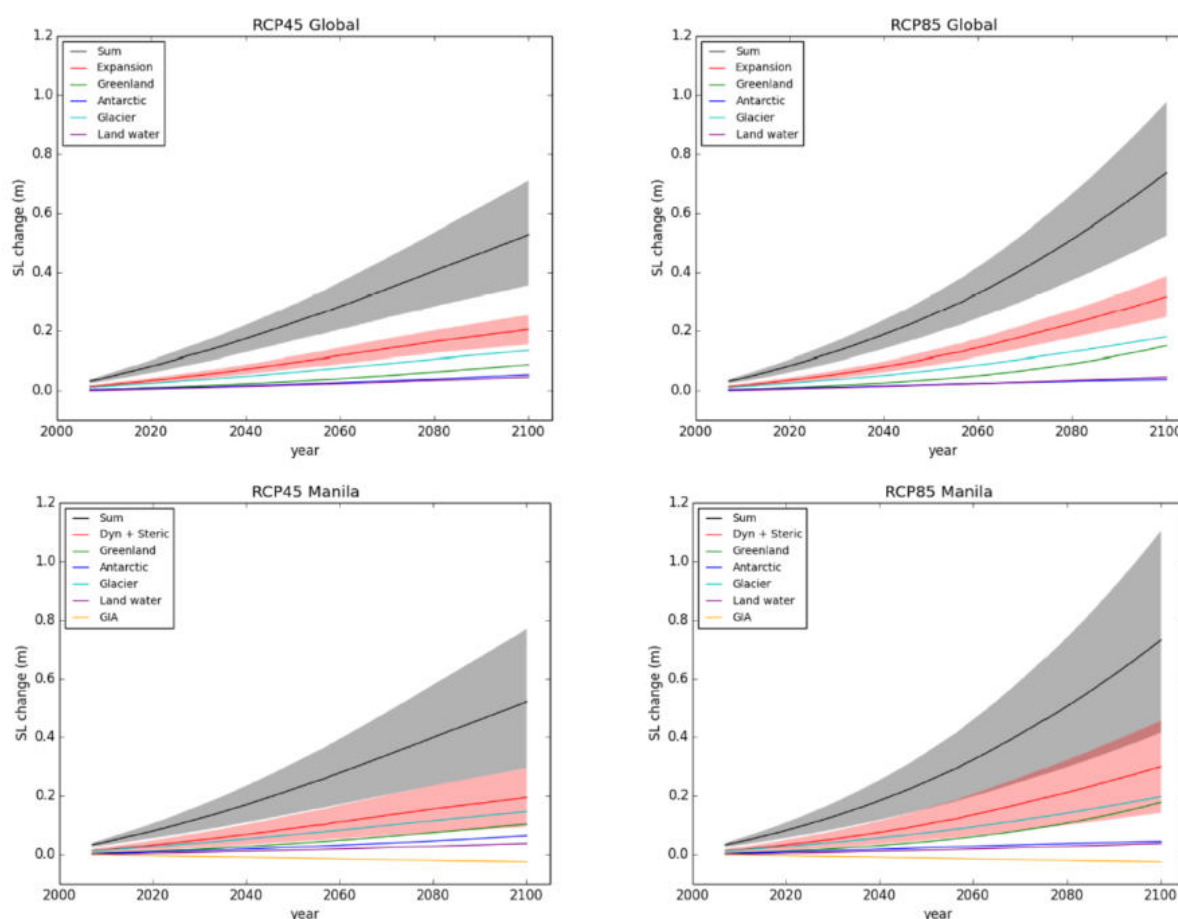 RCP45 Global
1.2
1.0
0.8
0.6
0.4
0.2
0.0
SL change (m)
Sum
Expansion
Greenland
Antarctic
Glacier
Land water
2000 2020 2040 2060 2080 2100
year
RCP85 Global
1.2
1.0
0.8
0.6
0.4
0.2
0.0
SL change (m)
Sum
Expansion
Greenland
Antarctic
Glacier
Land water
2000 2020 2040 2060 2080 2100
year
RCP45 Manila
1.2
1.0
0.8
0.6
0.4
0.2
0.0
SL change (m)
Sum
Dyn + Steric
Greenland
Antarctic
Glacier
Land water
GIA
2000 2020 2040 2060 2080 2100
year
RCP85 Manila
1.2
1.0
0.8
0.6
0.4
0.2
0.0
SL change (m)
Sum
Dyn + Steric
Greenland
Antarctic
Glacier
Land water
GIA
2000 2020 2040 2060 2080 2100
year